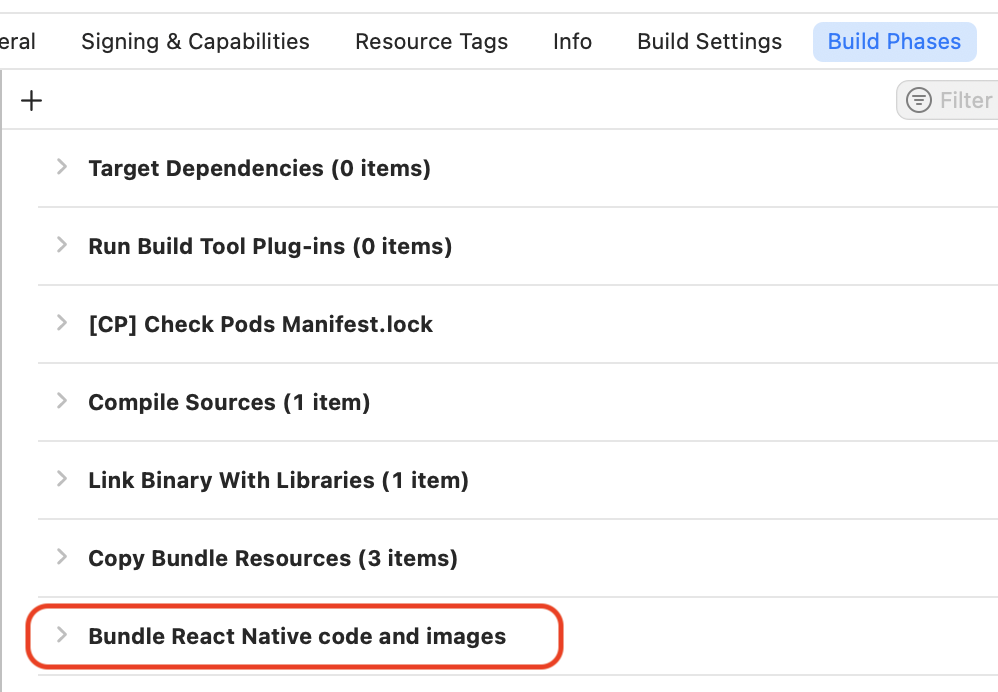 eral Signing & Capabilities Resource Tags Info Build Settings Build Phases
+ Filter
Target Dependencies (0 items)
Run Build Tool Plug-ins (0 items)
[CP] Check Pods Manifest.lock
Compile Sources (1 item)
Link Binary With Libraries (1 item)
Copy Bundle Resources (3 items)
Bundle React Native code and images